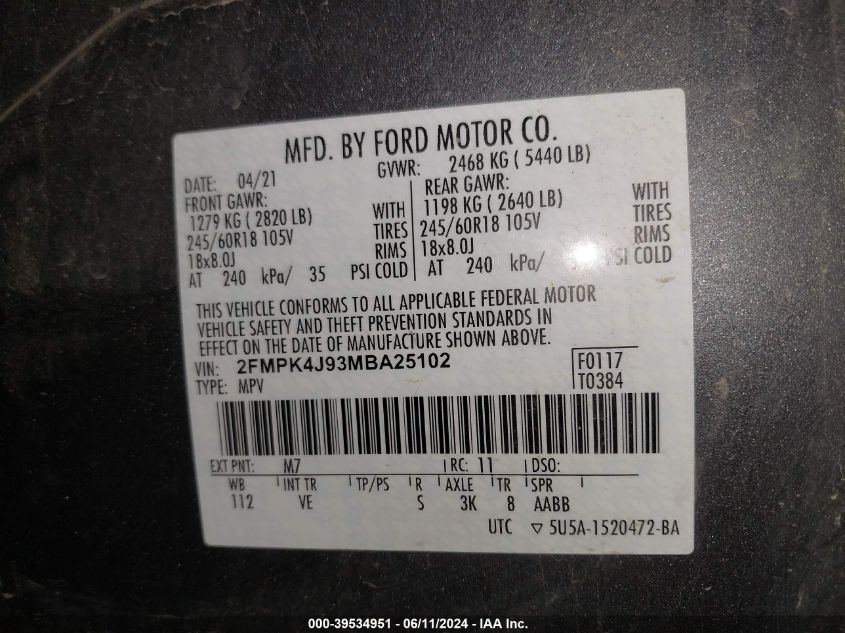 MFD. BY FORD MOTOR CO.
DATE: 04/21 GVWR: 2468 KG ( 5440 LB)
FRONT GAWR: REAR GAWR:
1279 KG ( 2820 LB) WITH 1198 KG ( 2640 LB) WITH
245/60R18 105V TIRES 245/60R18 105V TIRES
18x8.0J RIMS 18x8.0J RIMS
AT 240 kPa/ 35 PSI COLD AT 240 kPa/ PSI COLD
THIS VEHICLE CONFORMS TO ALL APPLICABLE FEDERAL MOTOR
VEHICLE SAFETY AND THEFT PREVENTION STANDARDS IN
EFFECT ON THE DATE OF MANUFACTURE SHOWN ABOVE.
VIN: 2FMPK4J93MBA25102 F0117
TYPE: MPV T0384
EXT PNT: M7 RC: 11 DSO:
WB INT TR TP/PS R AXLE TR SPR
112 VE S 3K 8 AABB
UTC ▽ 5U5A-1520472-BA
000-39534951 - 06/11/2024 - IAA Inc.